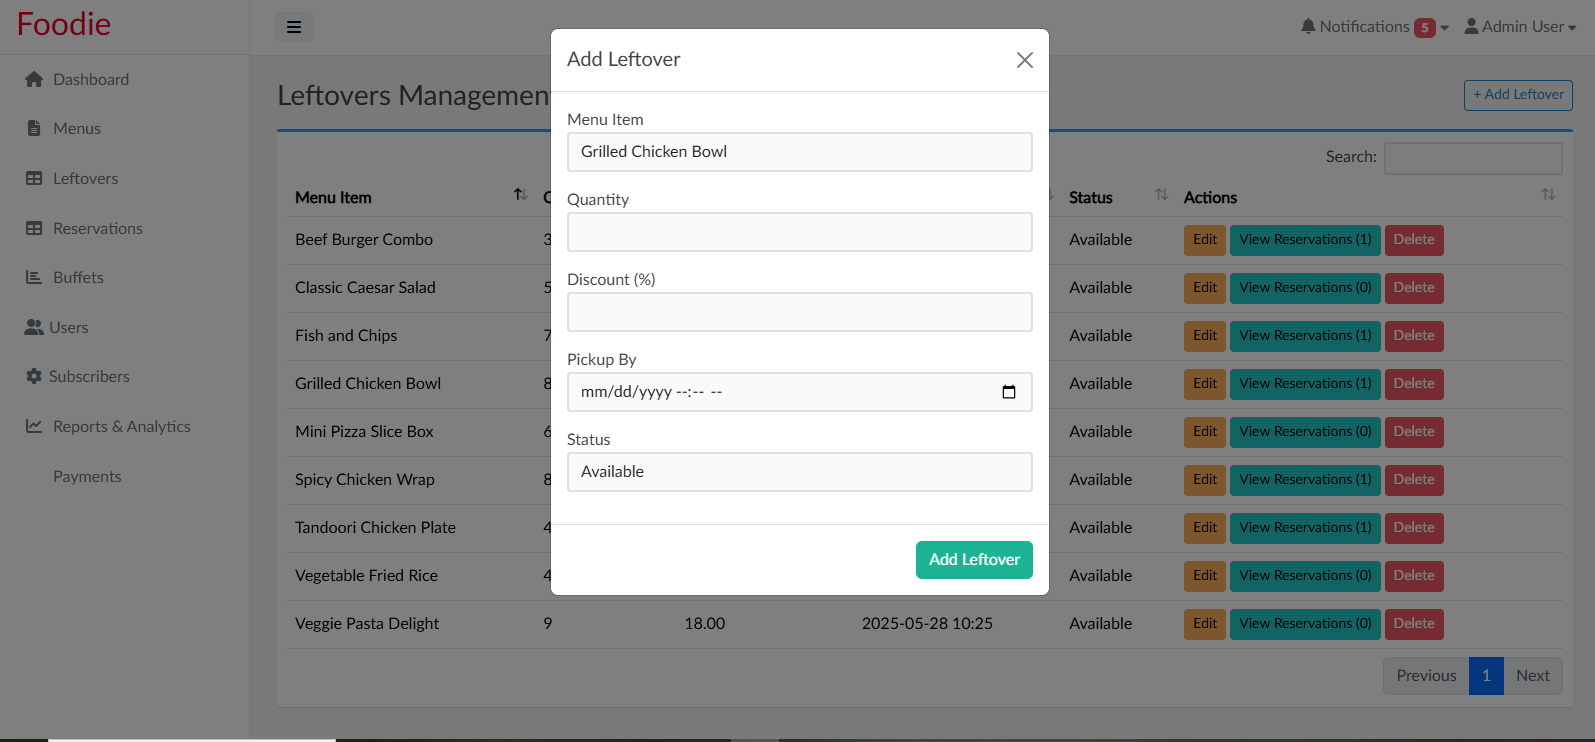 Foodie
Notifications 5
Admin User
Dashboard
Menus
Leftovers
Reservations
Buffets
Users
Subscribers
Reports & Analytics
Payments
Leftovers Management
+ Add Leftover
Search:
Menu Item
Status
Actions
Beef Burger Combo 3 Available Edit View Reservations (1) Delete
Classic Caesar Salad 5 Available Edit View Reservations (0) Delete
Fish and Chips 7 Available Edit View Reservations (1) Delete
Grilled Chicken Bowl 8 Available Edit View Reservations (1) Delete
Mini Pizza Slice Box 6 Available Edit View Reservations (0) Delete
Spicy Chicken Wrap 8 Available Edit View Reservations (1) Delete
Tandoori Chicken Plate 4 Available Edit View Reservations (1) Delete
Vegetable Fried Rice 4 Available Edit View Reservations (0) Delete
Veggie Pasta Delight 9 18.00 2025-05-28 10:25 Available Edit View Reservations (0) Delete
Previous 1 Next
Add Leftover
Menu Item
Grilled Chicken Bowl
Quantity
Discount (%)
Pickup By
mm/dd/yyyy --:-- --
Status
Available
Add Leftover